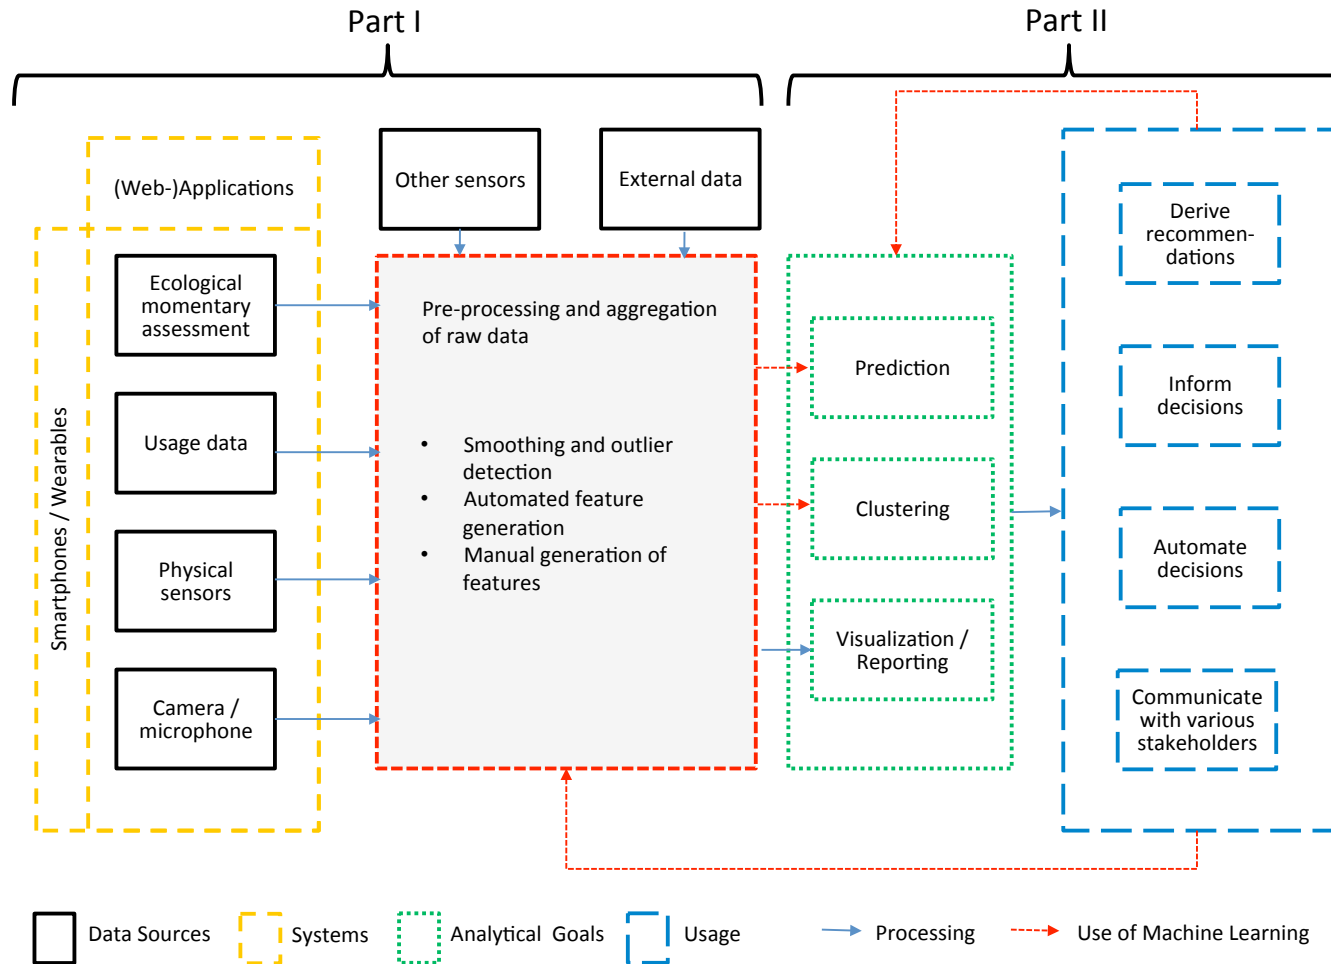 Part I
Part II
(Web-)Applications
Other sensors
External data
Smartphones / Wearables
Ecological
momentary
assessment
Usage data
Physical
sensors
Camera /
microphone
Pre-processing and aggregation
of raw data
• Smoothing and outlier
detection
• Automated feature
generation
• Manual generation of
features
Prediction
Clustering
Visualization /
Reporting
Derive
recommen-
dations
Inform
decisions
Automate
decisions
Communicate
with various
stakeholders
Data Sources
Systems
Analytical Goals
Usage
Processing
Use of Machine Learning